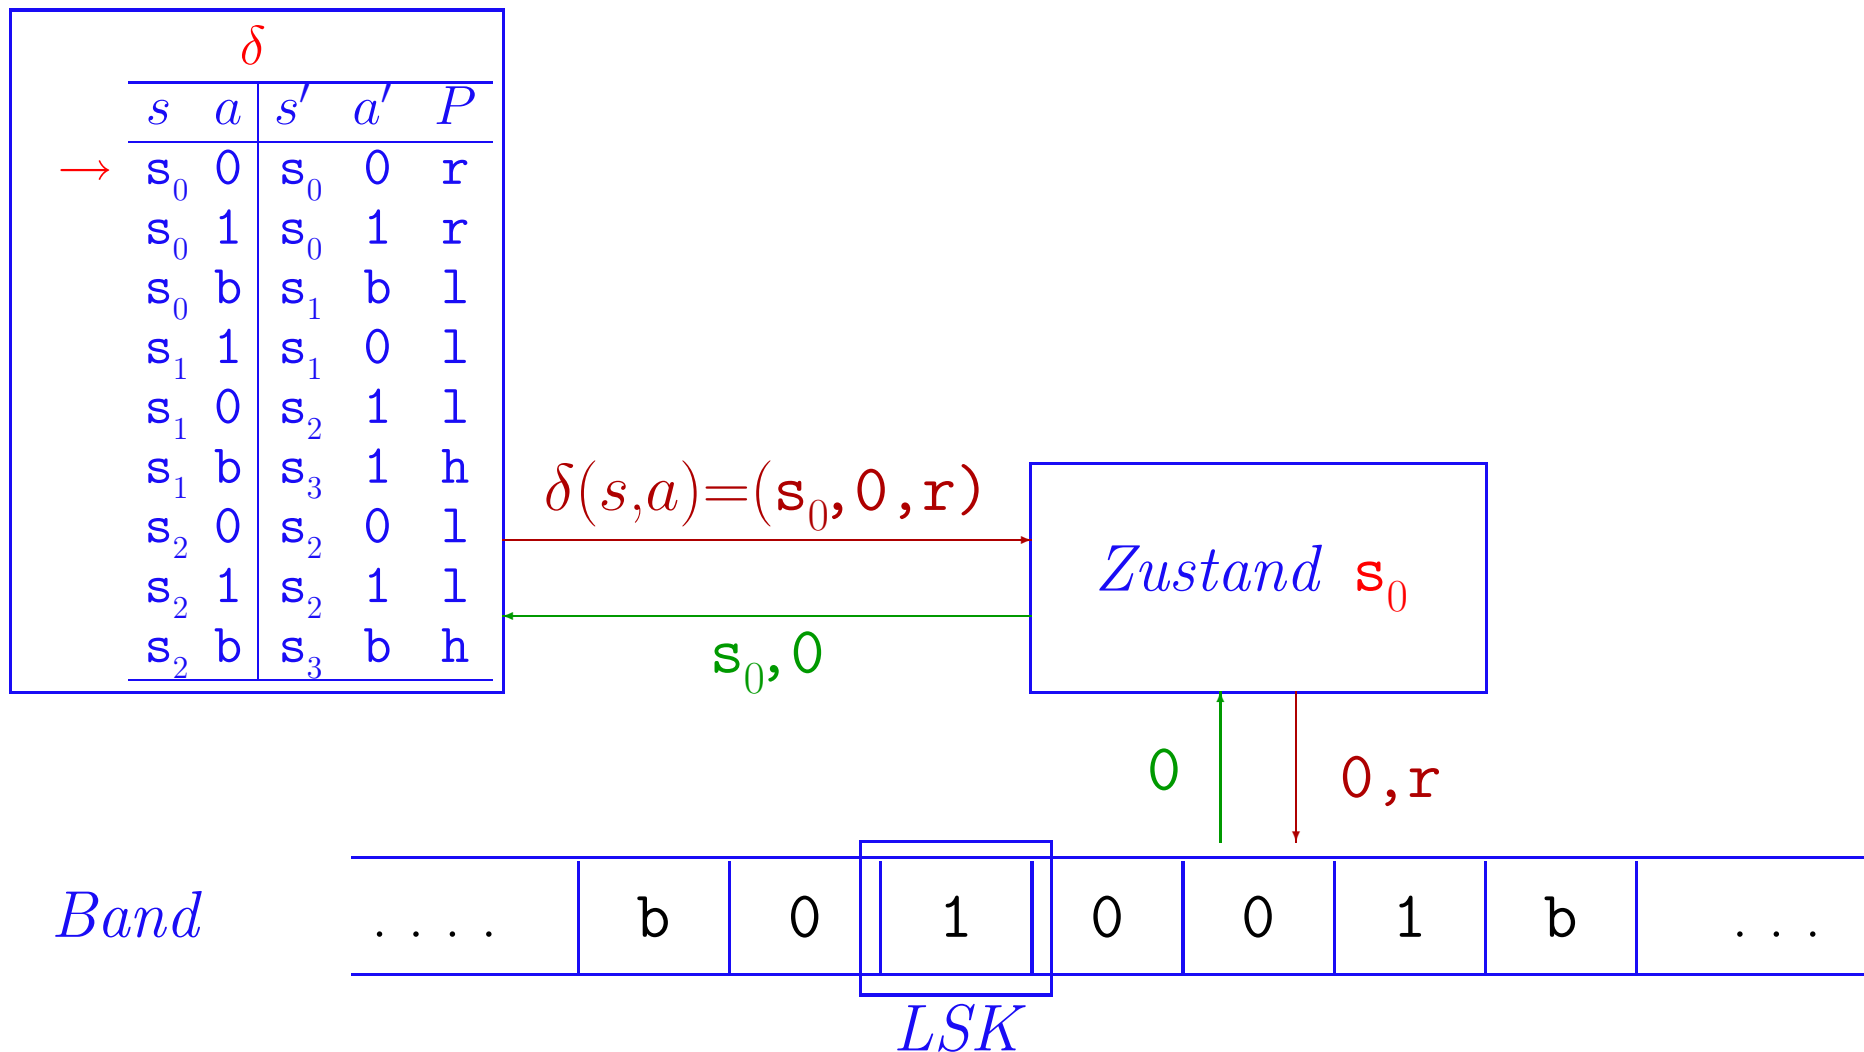 δ
s a s′ a′ P
→ s₀ 0 s₀ 0 r
s₀ 1 s₀ 1 r
s₀ b s₁ b l
s₁ 1 s₁ 0 l
s₁ 0 s₂ 1 l
s₁ b s₃ 1 h
s₂ 0 s₂ 0 l
s₂ 1 s₂ 1 l
s₂ b s₃ b h
δ(s,a)=(s₀,0,r)
Zustand s₀
s₀,0
0
0,r
Band . . . . b 0 1 0 0 1 b . . .
LSK